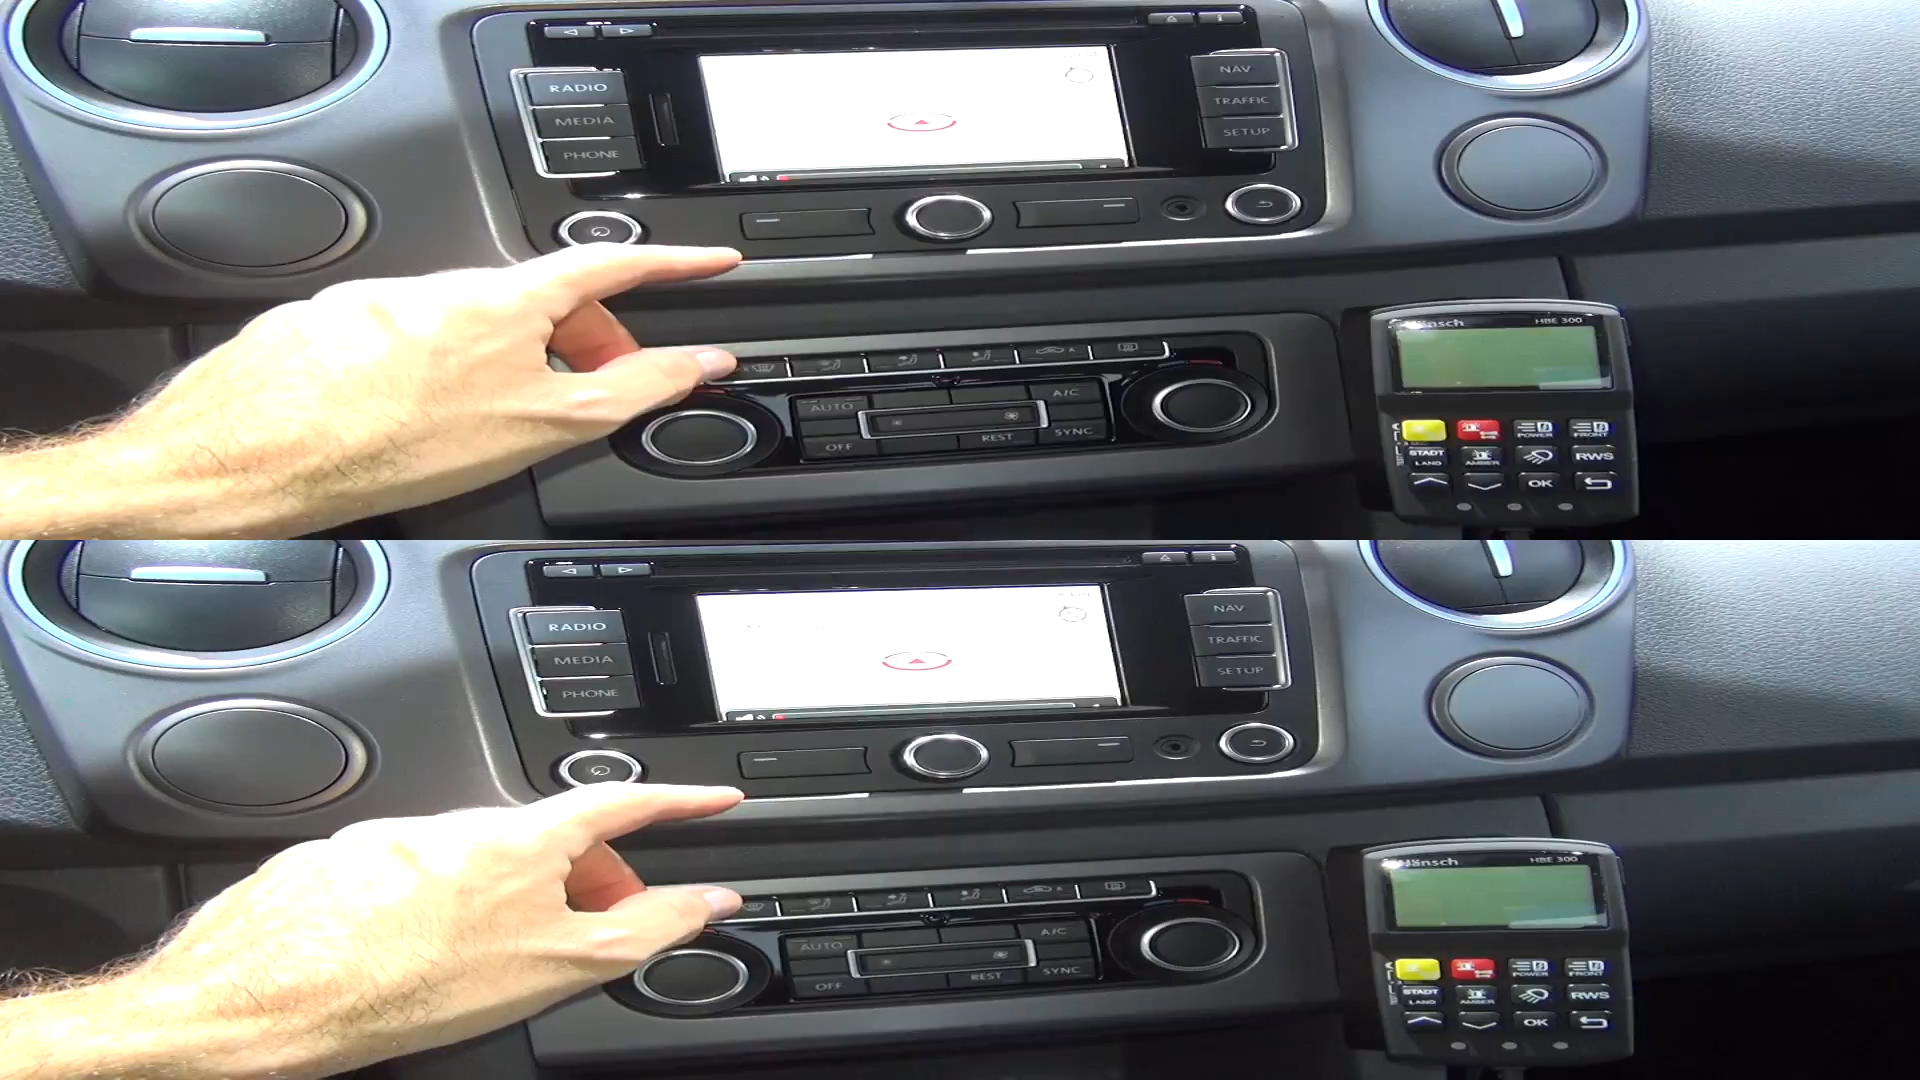 RADIO
MEDIA
PHONE
NAV
TRAFFIC
SETUP
AUTO
OFF
REST
A/C
SYNC
HBE 300
POWER
FRONT
STADT
LAND
AMBER
RWS
OK
RADIO
MEDIA
PHONE
NAV
TRAFFIC
SETUP
AUTO
OFF
REST
A/C
SYNC
Hänsch
HBE 300
POWER
FRONT
STADT
LAND
AMBER
RWS
OK